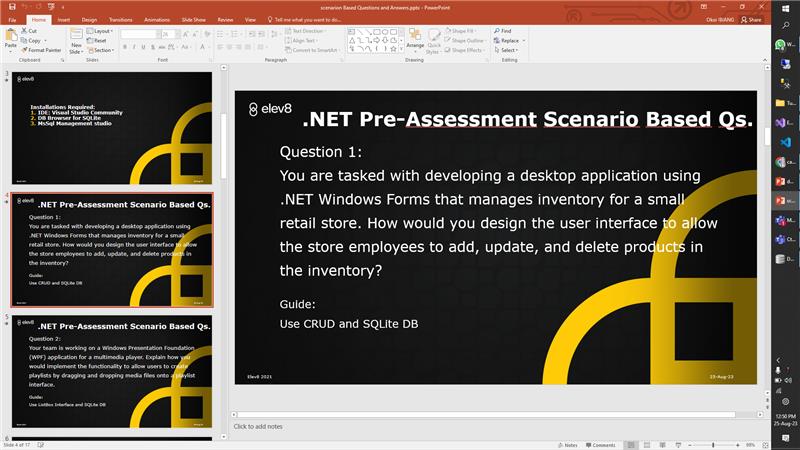 scenarion Based Questions and Answers.pptx - PowerPoint
File
Home
Insert
Design
Transitions
Animations
Slide Show
Review
View
Tell me what you want to do...
Okoi IBIANG
Share
Paste
Cut
Copy
Format Painter
Clipboard
New Slide
Layout
Reset
Section
Slides
Font
Text Direction
Align Text
Convert to SmartArt
Paragraph
Arrange
Quick Styles
Shape Fill
Shape Outline
Shape Effects
Drawing
Find
Replace
Select
Editing
3
elev8
Installations Required:
1. IDE: Visual Studio Community
2. DB Browser for SQLite
3. MsSql Management studio
4
elev8
.NET Pre-Assessment Scenario Based Qs.
Question 1:
You are tasked with developing a desktop application using
.NET Windows Forms that manages inventory for a small
retail store. How would you design the user interface to allow
the store employees to add, update, and delete products in
the inventory?
Guide:
Use CRUD and SQLite DB
5
elev8
.NET Pre-Assessment Scenario Based Qs.
Question 2:
Your team is working on a Windows Presentation Foundation
(WPF) application for a multimedia player. Explain how you
would implement the functionality to allow users to create
playlists by dragging and dropping media files onto a playlist
interface.
Guide:
Use ListBox Interface and SQLite DB
6
elev8
.NET Pre-Assessment Scenario Based Qs.
Question 1:
You are tasked with developing a desktop application using
.NET Windows Forms that manages inventory for a small
retail store. How would you design the user interface to allow
the store employees to add, update, and delete products in
the inventory?
Guide:
Use CRUD and SQLite DB
Elev8 2021
25-Aug-23
Click to add notes
Slide 4 of 17
Notes
Comments
98%
12:50 PM
25-Aug-23